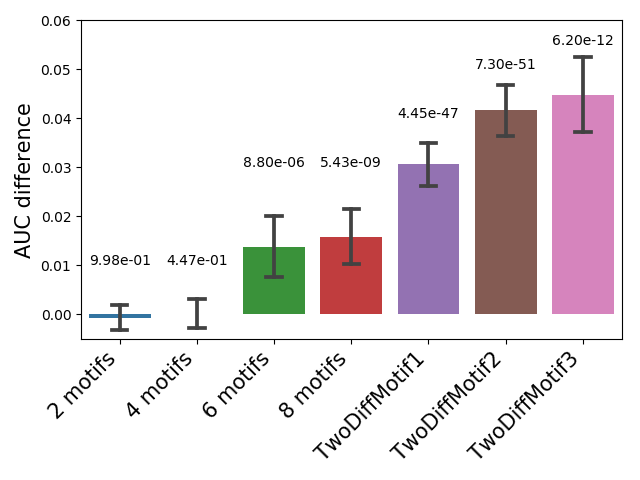 0.06
0.05
0.04
0.03
0.02
0.01
0.00
AUC difference
9.98e-01
4.47e-01
8.80e-06
5.43e-09
4.45e-47
7.30e-51
6.20e-12
2 motifs
4 motifs
6 motifs
8 motifs
TwoDiffMotif1
TwoDiffMotif2
TwoDiffMotif3